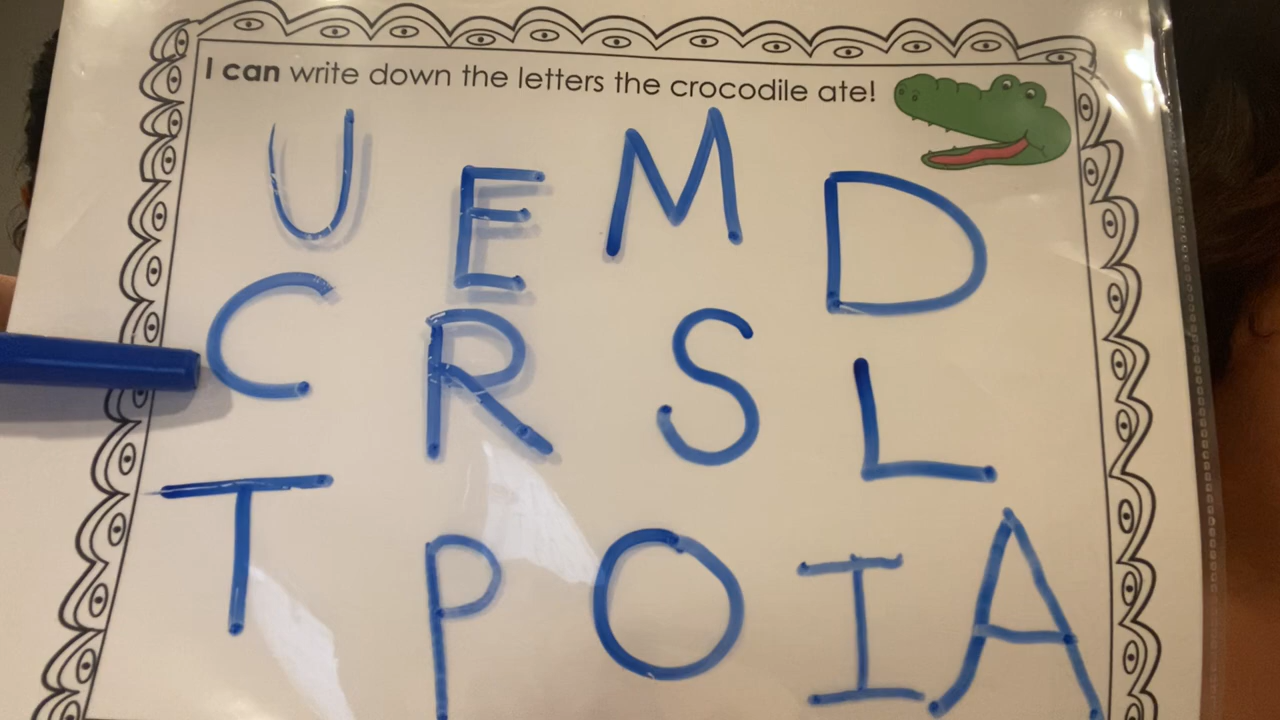 I can write down the letters the crocodile ate!
U E M D
C R S L
T P O I A